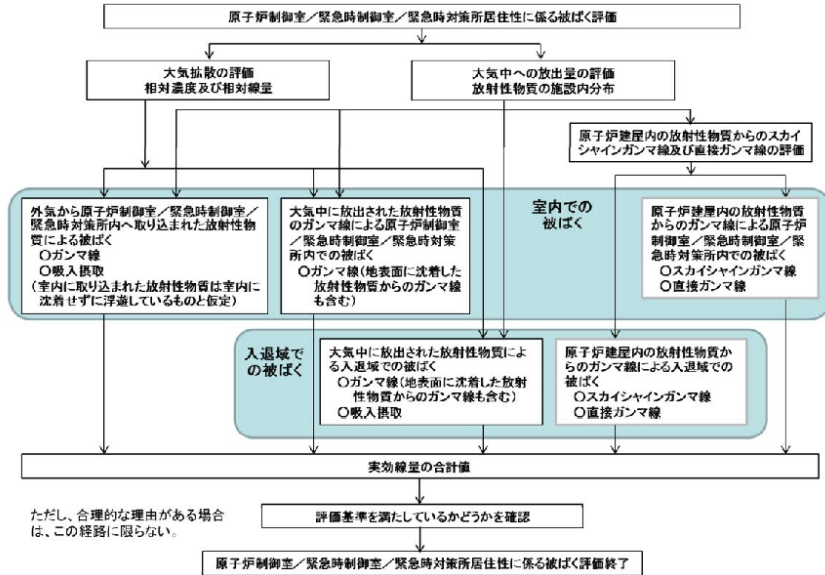 原子炉制御室／緊急時制御室／緊急時対策所居住性に係る被ばく評価
大気拡散の評価
相対濃度及び相対線量
大気中への放出量の評価
放射性物質の施設内分布
原子炉建屋内の放射性物質からのスカイ
シャインガンマ線及び直接ガンマ線の評価
室内での
被ばく
外気から原子炉制御室／緊急時制御室／
緊急時対策所内へ取り込まれた放射性物
質による被ばく
○ガンマ線
○吸入摂取
(室内に取り込まれた放射性物質は室内に
沈着せずに浮遊しているものと仮定)
大気中に放出された放射性物質の
ガンマ線による原子炉制御室
／緊急時制御室／緊急時対策
所内での被ばく
○ガンマ線(地表面に沈着した
放射性物質からのガンマ線
も含む)
原子炉建屋内の放射性物質
からのガンマ線による原子炉
制御室／緊急時制御室／緊
急時対策所内での被ばく
○スカイシャインガンマ線
○直接ガンマ線
入退域で
の被ばく
大気中に放出された放射性物質によ
る入退域での被ばく
○ガンマ線(地表面に沈着した放射
性物質からのガンマ線も含む)
○吸入摂取
原子炉建屋内の放射性物質から
のガンマ線による入退域での
被ばく
○スカイシャインガンマ線
○直接ガンマ線
実効線量の合計値
ただし、合理的な理由がある場合
は、この経路に限らない。
評価基準を満たしているかどうかを確認
原子炉制御室／緊急時制御室／緊急時対策所居住性に係る被ばく評価終了